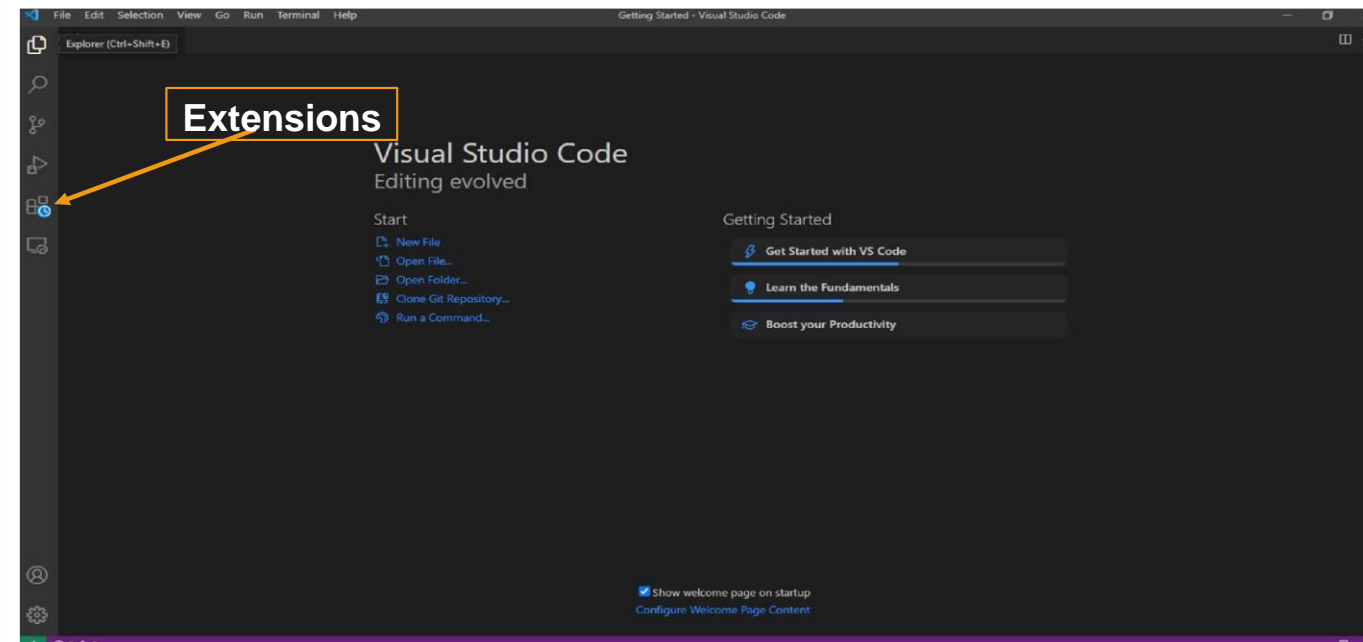 File Edit Selection View Go Run Terminal Help
Getting Started - Visual Studio Code
Explorer (Ctrl+Shift+E)
Extensions
Visual Studio Code
Editing evolved
Start
New File
Open File...
Open Folder...
Clone Git Repository...
Run a Command...
Getting Started
Get Started with VS Code
Learn the Fundamentals
Boost your Productivity
Show welcome page on startup
Configure Welcome Page Content